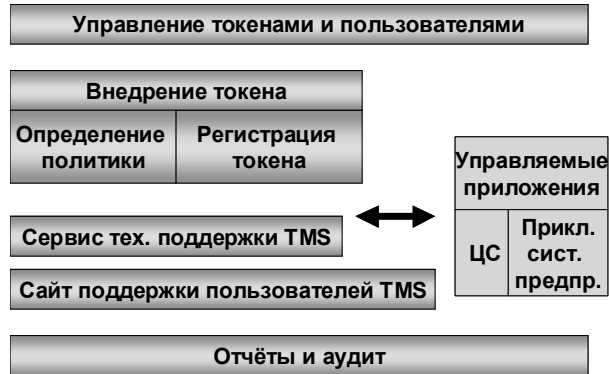 Управление токенами и пользователями
Внедрение токена
Определение
политики
Регистрация
токена
Управляемые
приложения
ЦС
Прикл.
сист.
предпр.
Сервис тех. поддержки TMS
Сайт поддержки пользователей TMS
Отчёты и аудит